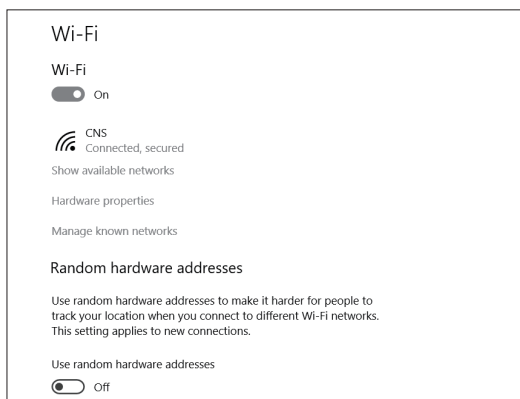 Wi-Fi
Wi-Fi
On
CNS
Connected, secured
Show available networks
Hardware properties
Manage known networks
Random hardware addresses
Use random hardware addresses to make it harder for people to
track your location when you connect to different Wi-Fi networks.
This setting applies to new connections.
Use random hardware addresses
Off